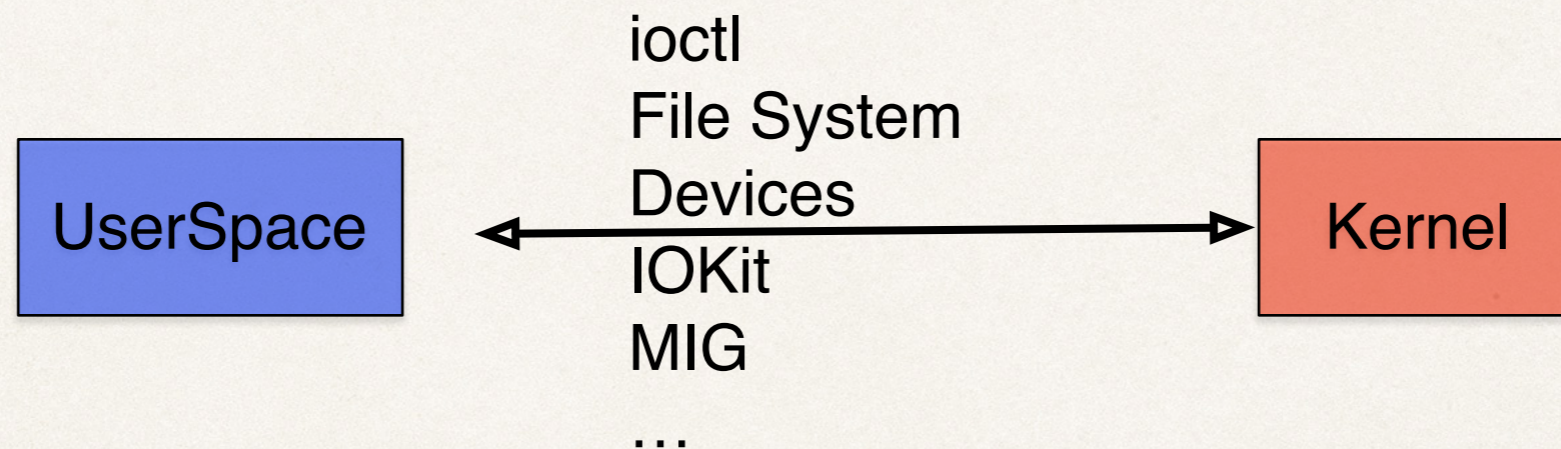 UserSpace
ioctl
File System
Devices
IOKit
MIG
…
Kernel